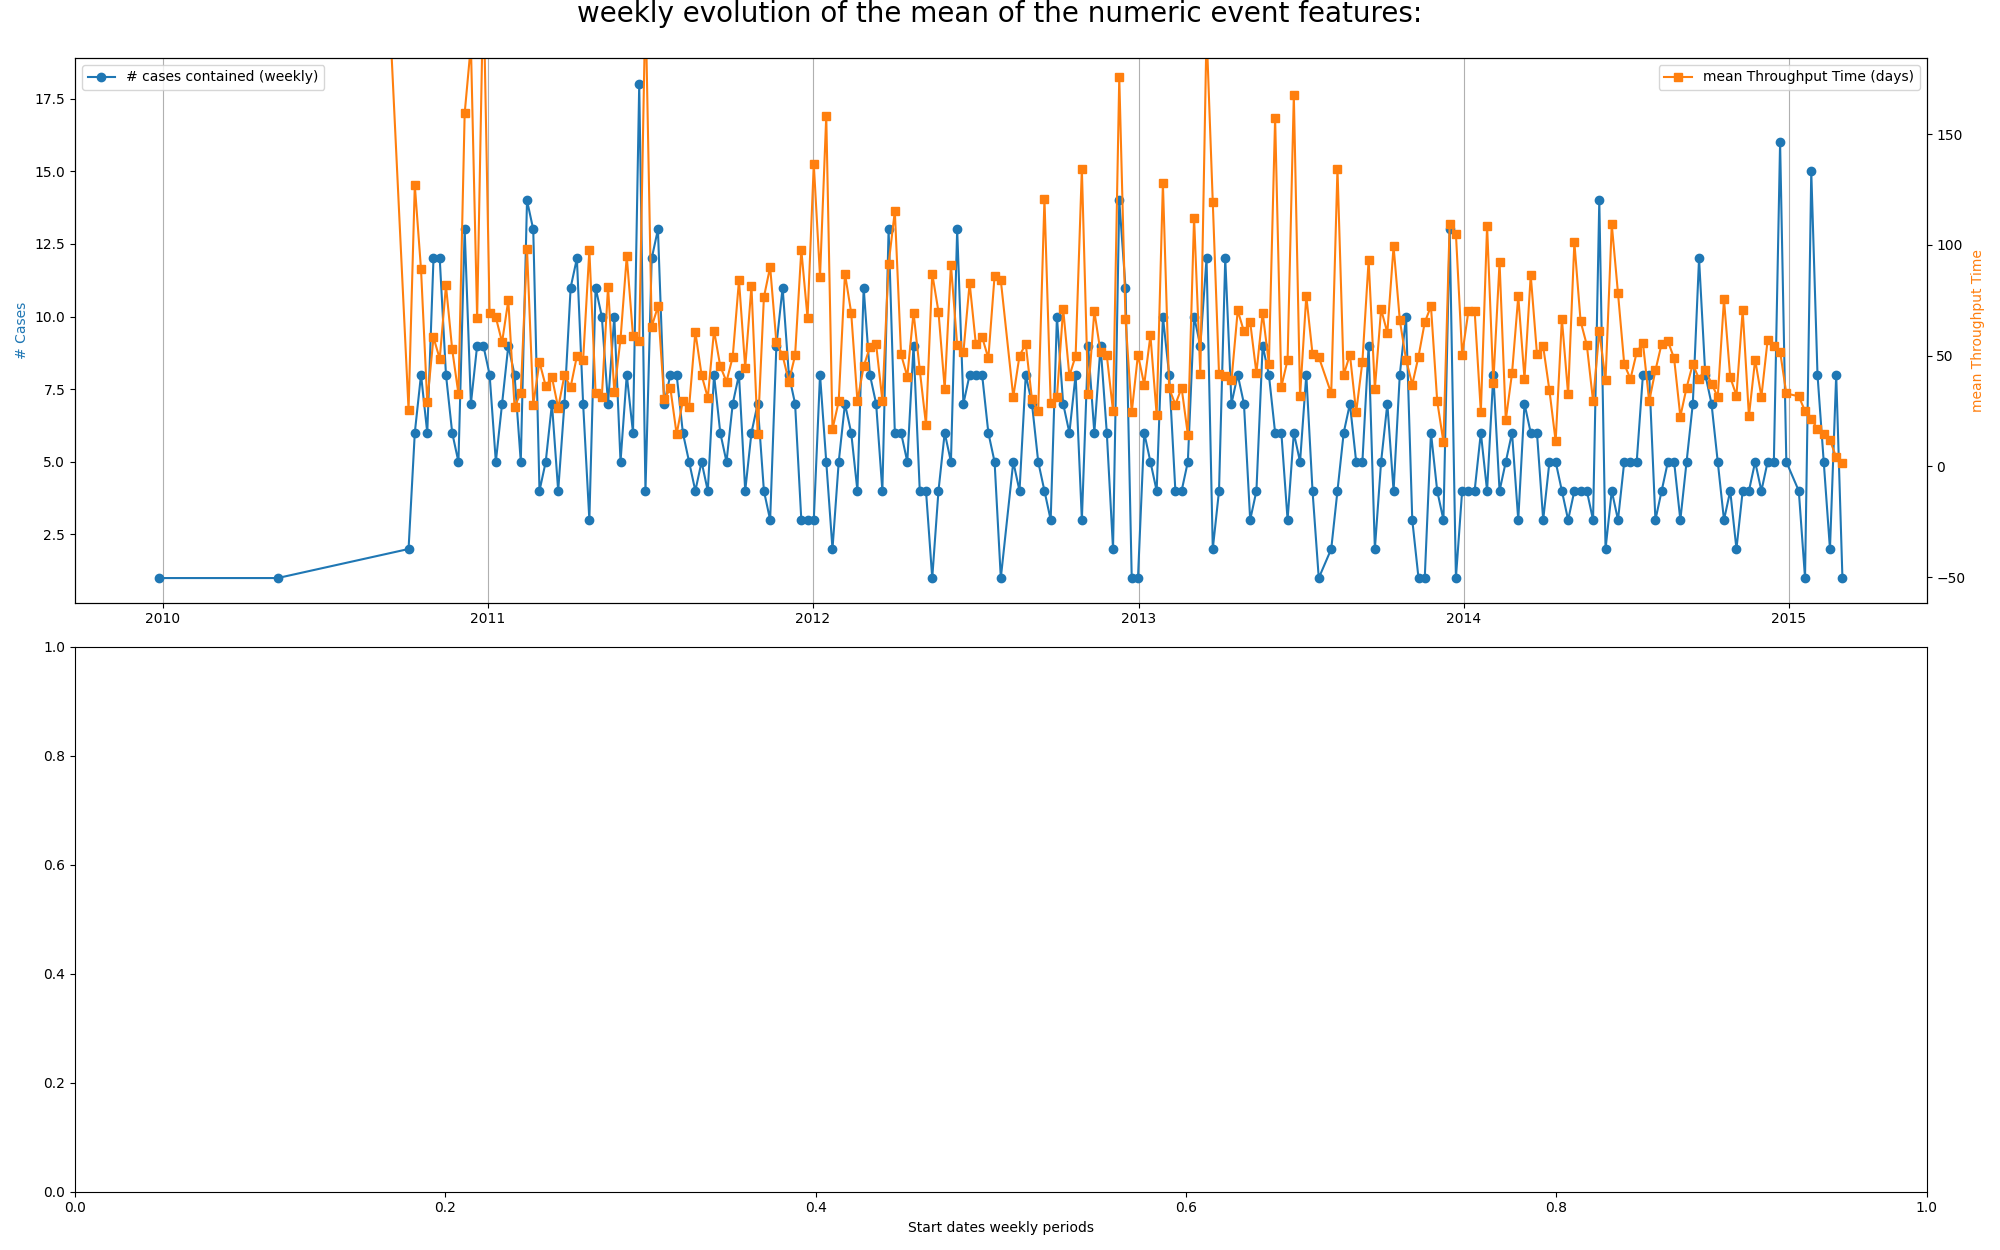 weekly evolution of the mean of the numeric event features:
# cases contained (weekly)
mean Throughput Time (days)
17.5
15.0
12.5
10.0
7.5
5.0
2.5
# Cases
150
100
50
0
−50
mean Throughput Time
2010 2011 2012 2013 2014 2015
1.0
0.8
0.6
0.4
0.2
0.0
0.0 0.2 0.4 0.6 0.8 1.0
Start dates weekly periods